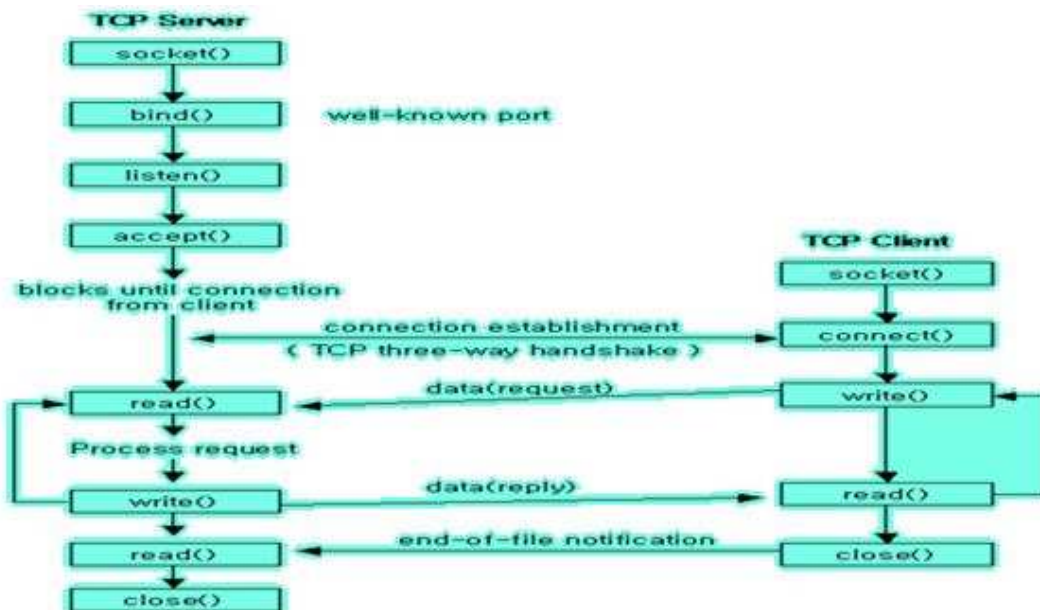 TCP Server
socket()
bind()
well-known port
listen()
accept()
blocks until connection
from client
TCP Client
socket()
connection establishment
( TCP three-way handshake )
connect()
data(request)
read()
write()
Process request
data(reply)
write()
read()
end-of-file notification
read()
close()
close()